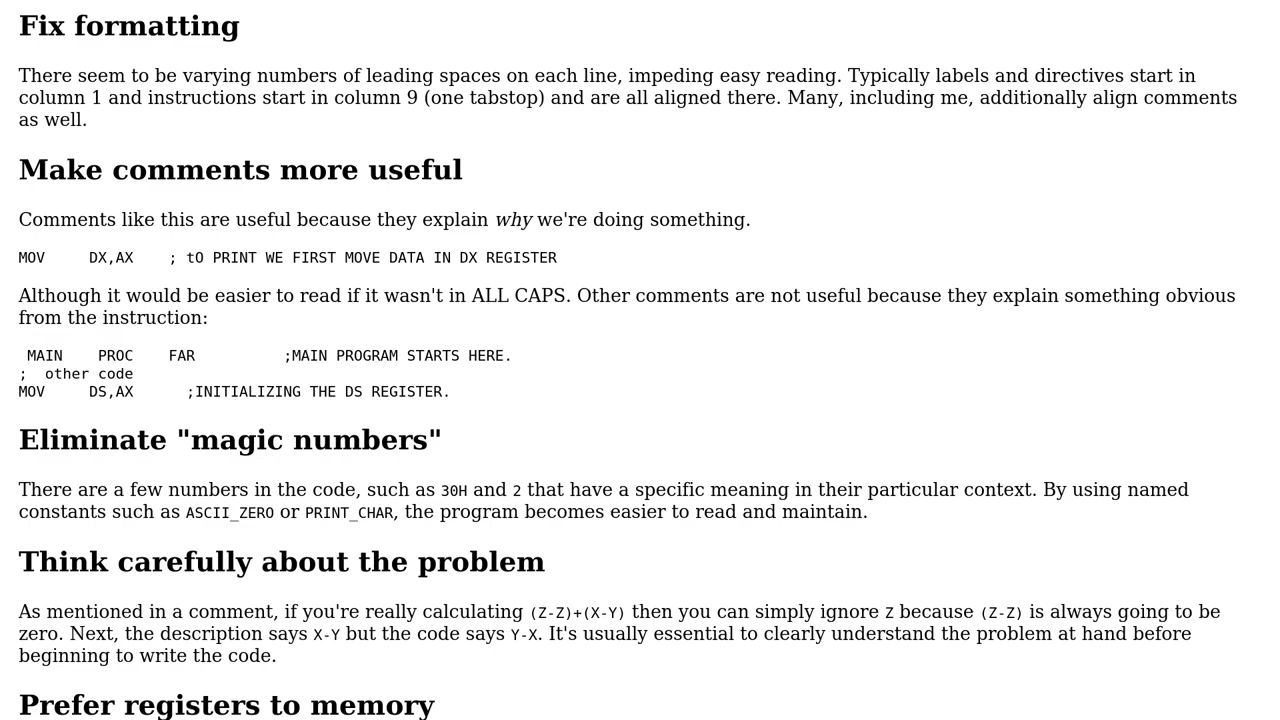 Fix formatting
There seem to be varying numbers of leading spaces on each line, impeding easy reading. Typically labels and directives start in
column 1 and instructions start in column 9 (one tabstop) and are all aligned there. Many, including me, additionally align comments
as well.
Make comments more useful
Comments like this are useful because they explain why we're doing something.
MOV     DX,AX    ; tO PRINT WE FIRST MOVE DATA IN DX REGISTER
Although it would be easier to read if it wasn't in ALL CAPS. Other comments are not useful because they explain something obvious
from the instruction:
 MAIN    PROC    FAR          ;MAIN PROGRAM STARTS HERE.
;  other code
MOV     DS,AX      ;INITIALIZING THE DS REGISTER.
Eliminate "magic numbers"
There are a few numbers in the code, such as 30H and 2 that have a specific meaning in their particular context. By using named
constants such as ASCII_ZERO or PRINT_CHAR, the program becomes easier to read and maintain.
Think carefully about the problem
As mentioned in a comment, if you're really calculating (Z-Z)+(X-Y) then you can simply ignore Z because (Z-Z) is always going to be
zero. Next, the description says X-Y but the code says Y-X. It's usually essential to clearly understand the problem at hand before
beginning to write the code.
Prefer registers to memory